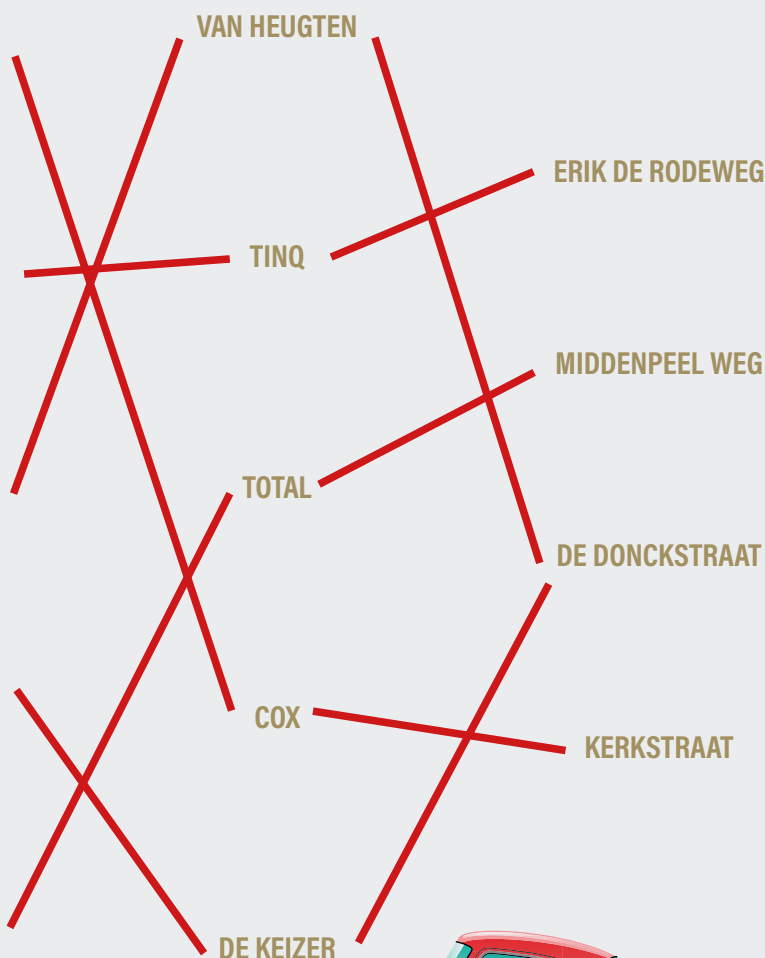 VAN HEUGTEN
ERIK DE RODEWEG
TINQ
MIDDENPEEL WEG
TOTAL
DE DONCKSTRAAT
COX
KERKSTRAAT
DE KEIZER